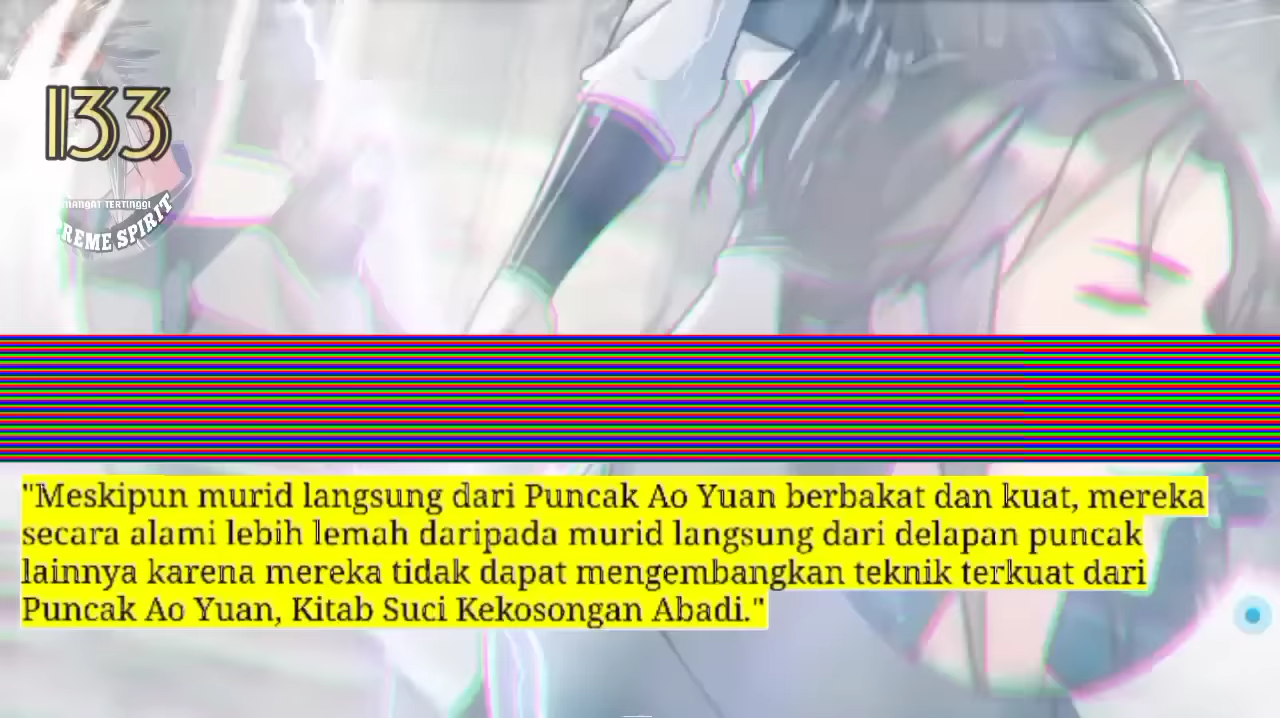 133
MANGAT TERTINGGI
REME SPIRIT
"Meskipun murid langsung dari Puncak Ao Yuan berbakat dan kuat, mereka
secara alami lebih lemah daripada murid langsung dari delapan puncak
lainnya karena mereka tidak dapat mengembangkan teknik terkuat dari
Puncak Ao Yuan, Kitab Suci Kekosongan Abadi."